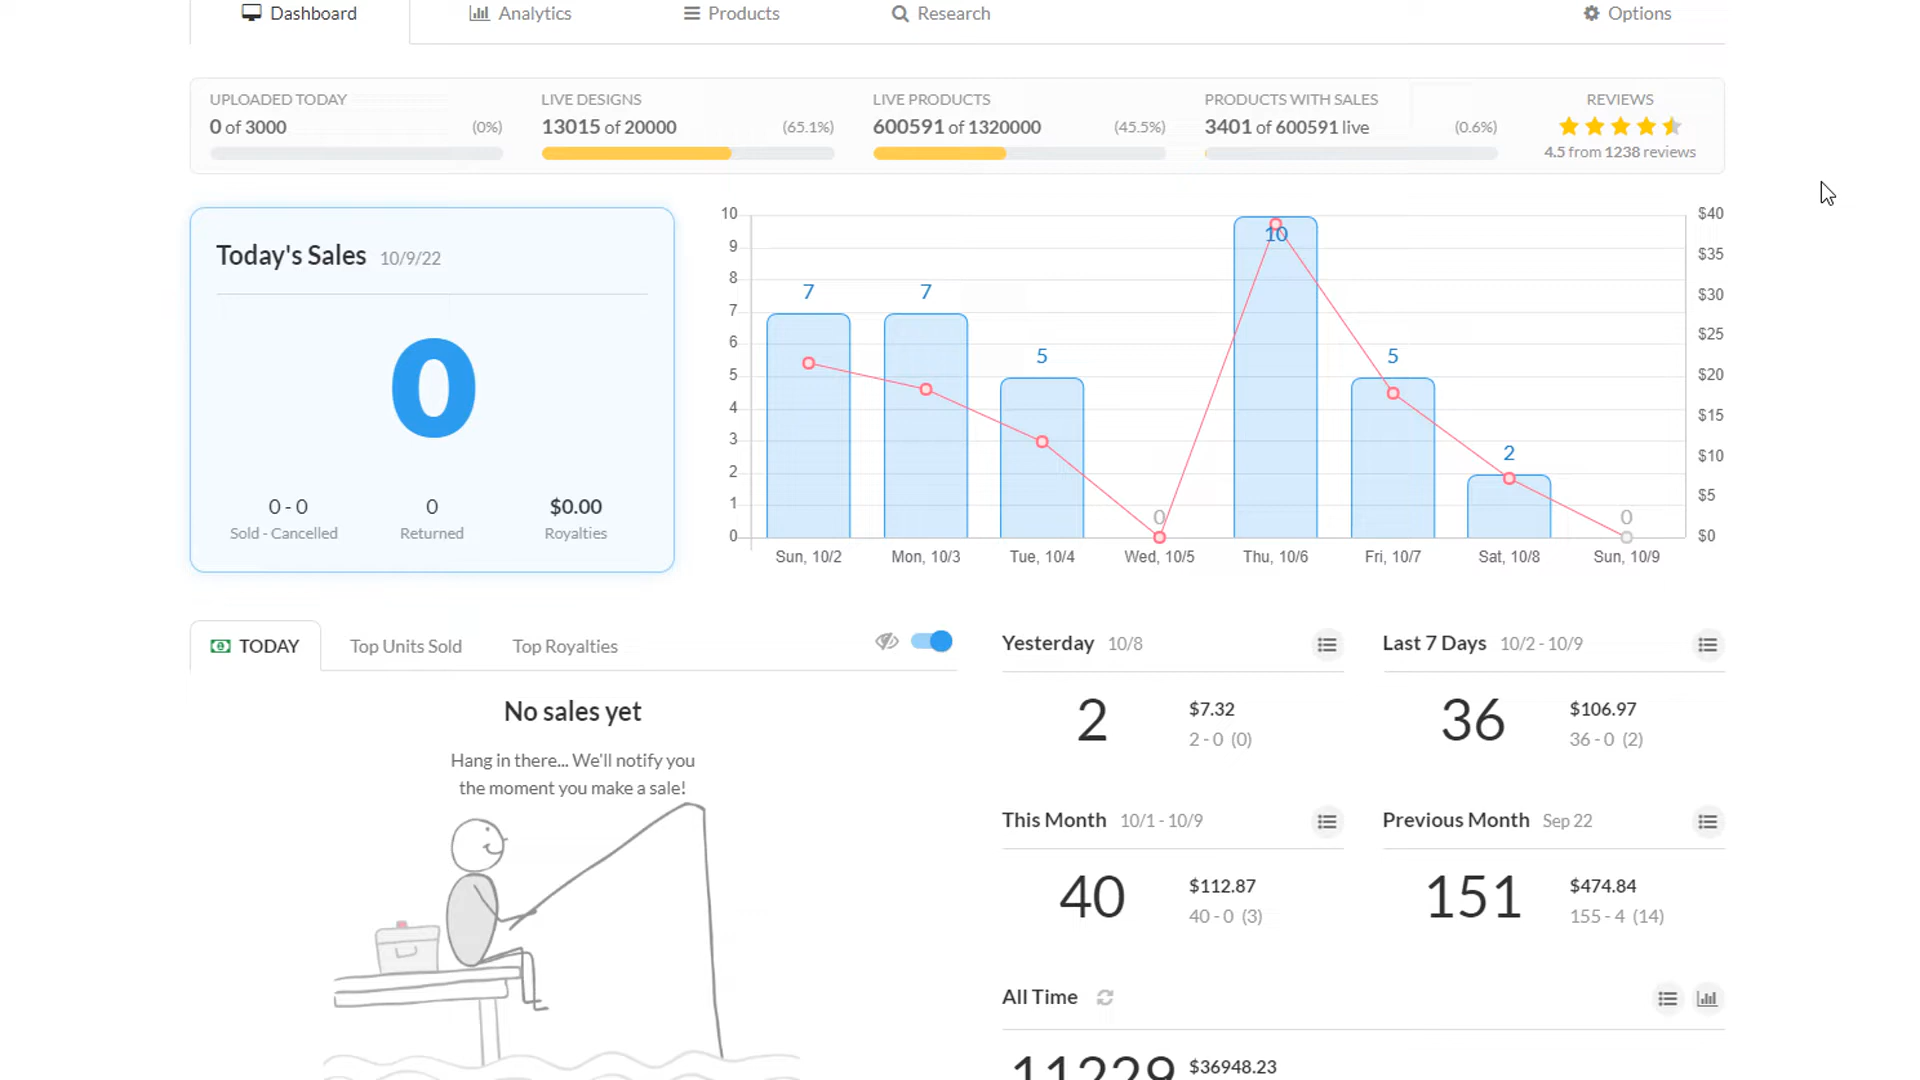 Dashboard Analytics Products Research Options
UPLOADED TODAY
0 of 3000 (0%)
LIVE DESIGNS
13015 of 20000 (65.1%)
LIVE PRODUCTS
600591 of 1320000 (45.5%)
PRODUCTS WITH SALES
3401 of 600591 live (0.6%)
REVIEWS
4.5 from 1238 reviews
Today's Sales 10/9/22
0
0 - 0
Sold - Cancelled
0
Returned
$0.00
Royalties
10
9
8
7
6
5
4
3
2
1
0
7
7
5
0
10
5
2
0
$40
$35
$30
$25
$20
$15
$10
$5
$0
Sun, 10/2 Mon, 10/3 Tue, 10/4 Wed, 10/5 Thu, 10/6 Fri, 10/7 Sat, 10/8 Sun, 10/9
TODAY Top Units Sold Top Royalties
No sales yet
Hang in there... We'll notify you
the moment you make a sale!
Yesterday 10/8
2
$7.32
2 - 0 (0)
Last 7 Days 10/2 - 10/9
36
$106.97
36 - 0 (2)
This Month 10/1 - 10/9
40
$112.87
40 - 0 (3)
Previous Month Sep 22
151
$474.84
155 - 4 (14)
All Time
11229
$36948.23